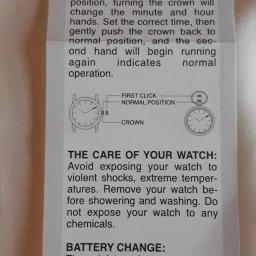 position, turning the crown will
change the minute and hour
hands. Set the correct time, then
gently push the crown back to
normal position, and the sec-
ond hand will begin running
again indicates normal
operation.
FIRST CLICK
NORMAL POSITION
CROWN
THE CARE OF YOUR WATCH:
Avoid exposing your watch to
violent shocks, extreme temper-
atures. Remove your watch be-
fore showering and washing. Do
not expose your watch to any
chemicals.
BATTERY CHANGE: